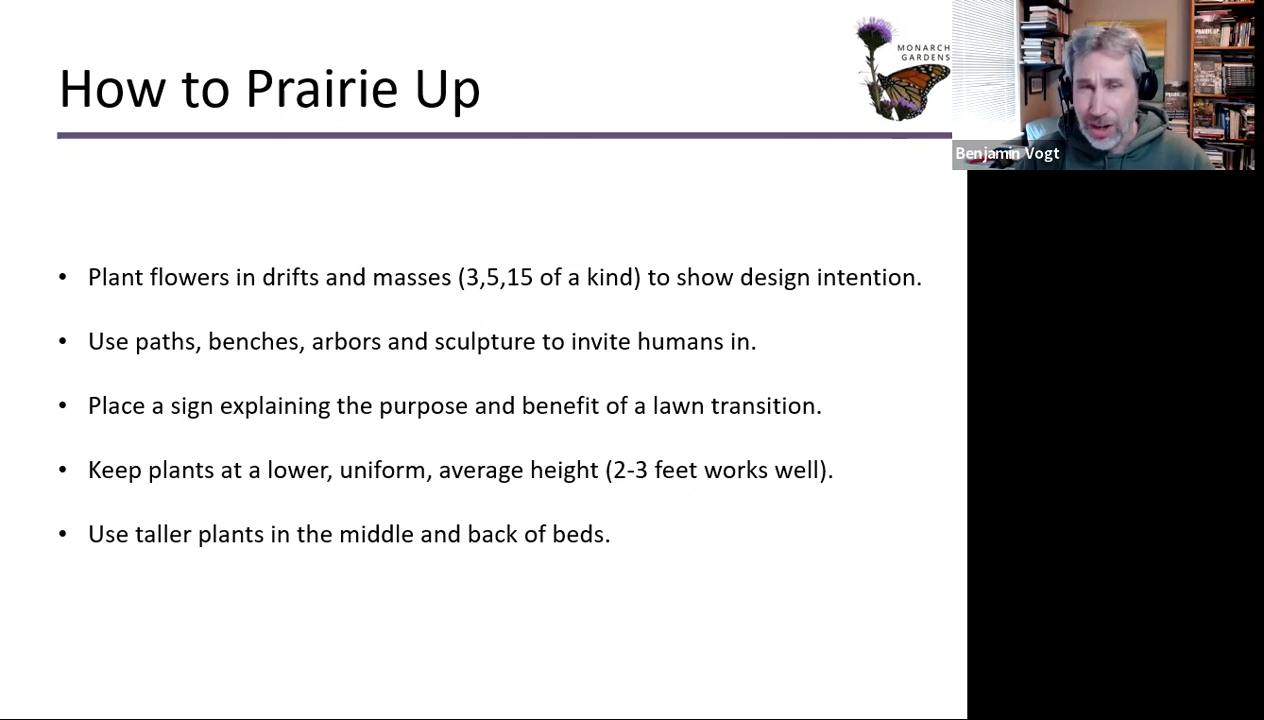 How to Prairie Up
MONARCH
GARDENS
Benjamin Vogt
• Plant flowers in drifts and masses (3,5,15 of a kind) to show design intention.
• Use paths, benches, arbors and sculpture to invite humans in.
• Place a sign explaining the purpose and benefit of a lawn transition.
• Keep plants at a lower, uniform, average height (2-3 feet works well).
• Use taller plants in the middle and back of beds.